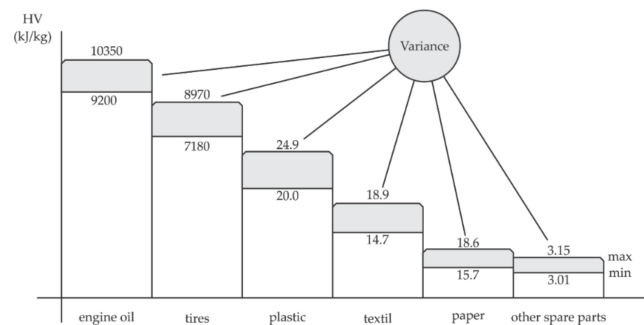 HV
(kJ/kg)
10350
9200
8970
7180
24.9
20.0
18.9
14.7
18.6
15.7
3.15
3.01
Variance
max
min
engine oil
tires
plastic
textil
paper
other spare parts